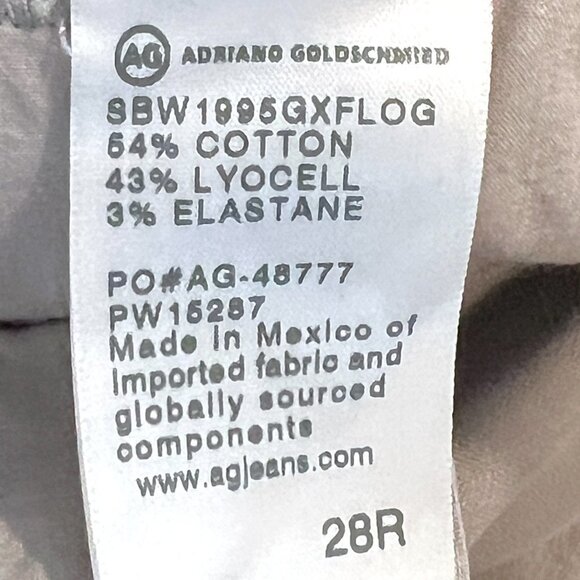 AG ADRIANO GOLDSCHMIED
SBW1995GXFLOG
54% COTTON
43% LYOCELL
3% ELASTANE
PO#AG-48777
PW15287
Made in Mexico of
Imported fabric and
globally sourced
components
www.agjeans.com
28R